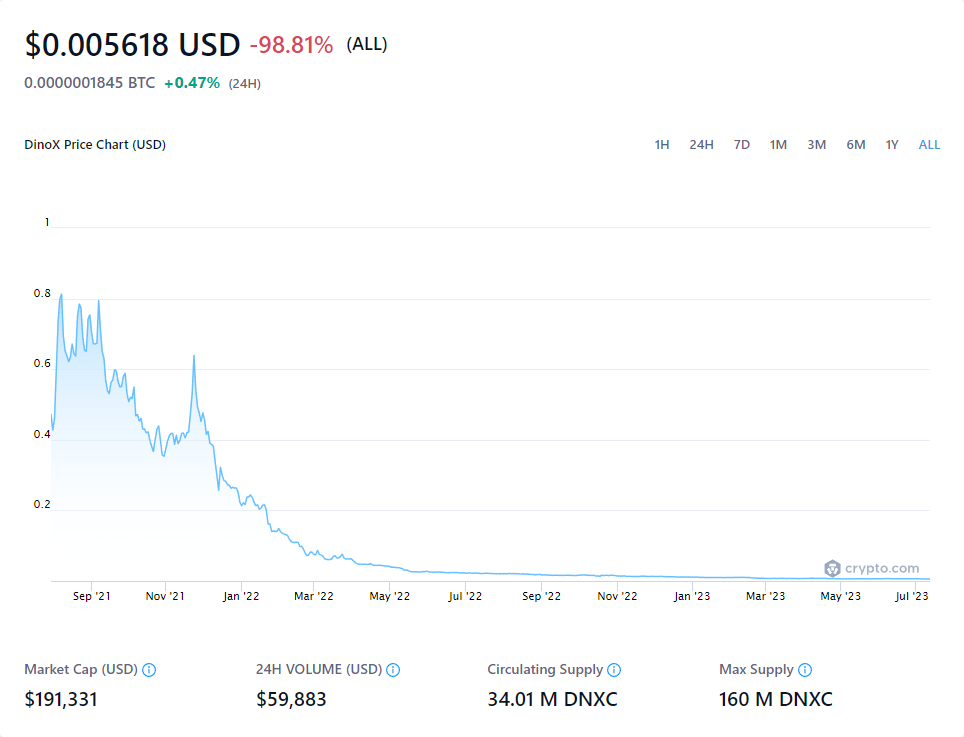 $0.005618 USD -98.81% (ALL)
0.0000001845 BTC +0.47% (24H)
DinoX Price Chart (USD) 1H 24H 7D 1M 3M 6M 1Y ALL
1
0.8
0.6
0.4
0.2
crypto.com
Sep '21 Nov '21 Jan '22 Mar '22 May '22 Jul '22 Sep '22 Nov '22 Jan '23 Mar '23 May '23 Jul '23
Market Cap (USD) 24H VOLUME (USD) Circulating Supply Max Supply
$191,331 $59,883 34.01 M DNXC 160 M DNXC